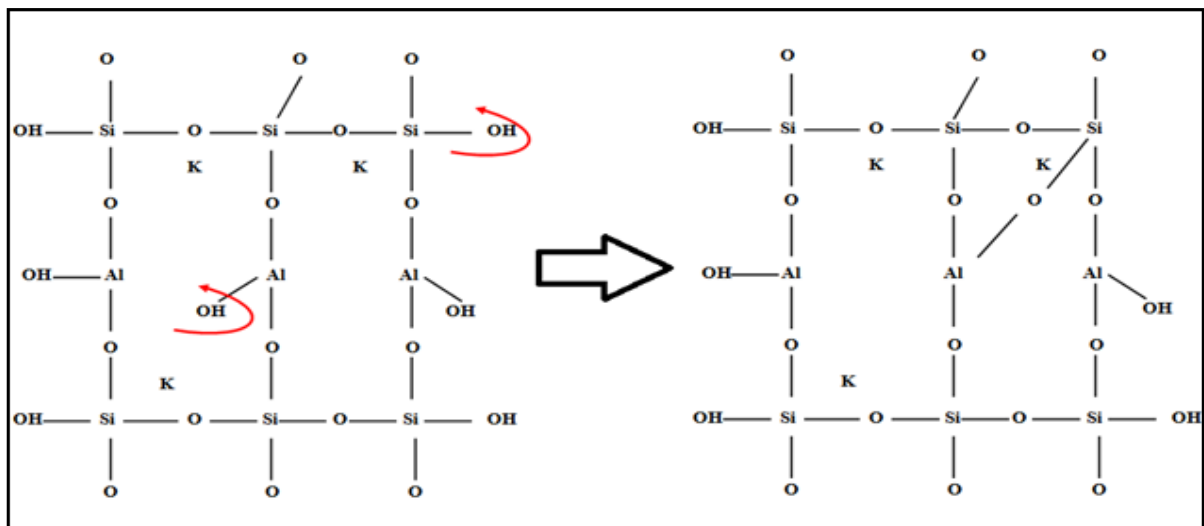 O O O O O O
OH Si O Si O Si OH OH Si O Si O Si
K K K K
O O O O O O O
OH Al Al Al OH Al Al Al
OH OH OH
O O O O O O
K K
OH Si O Si O Si OH OH Si O Si O Si OH
O O O O O O